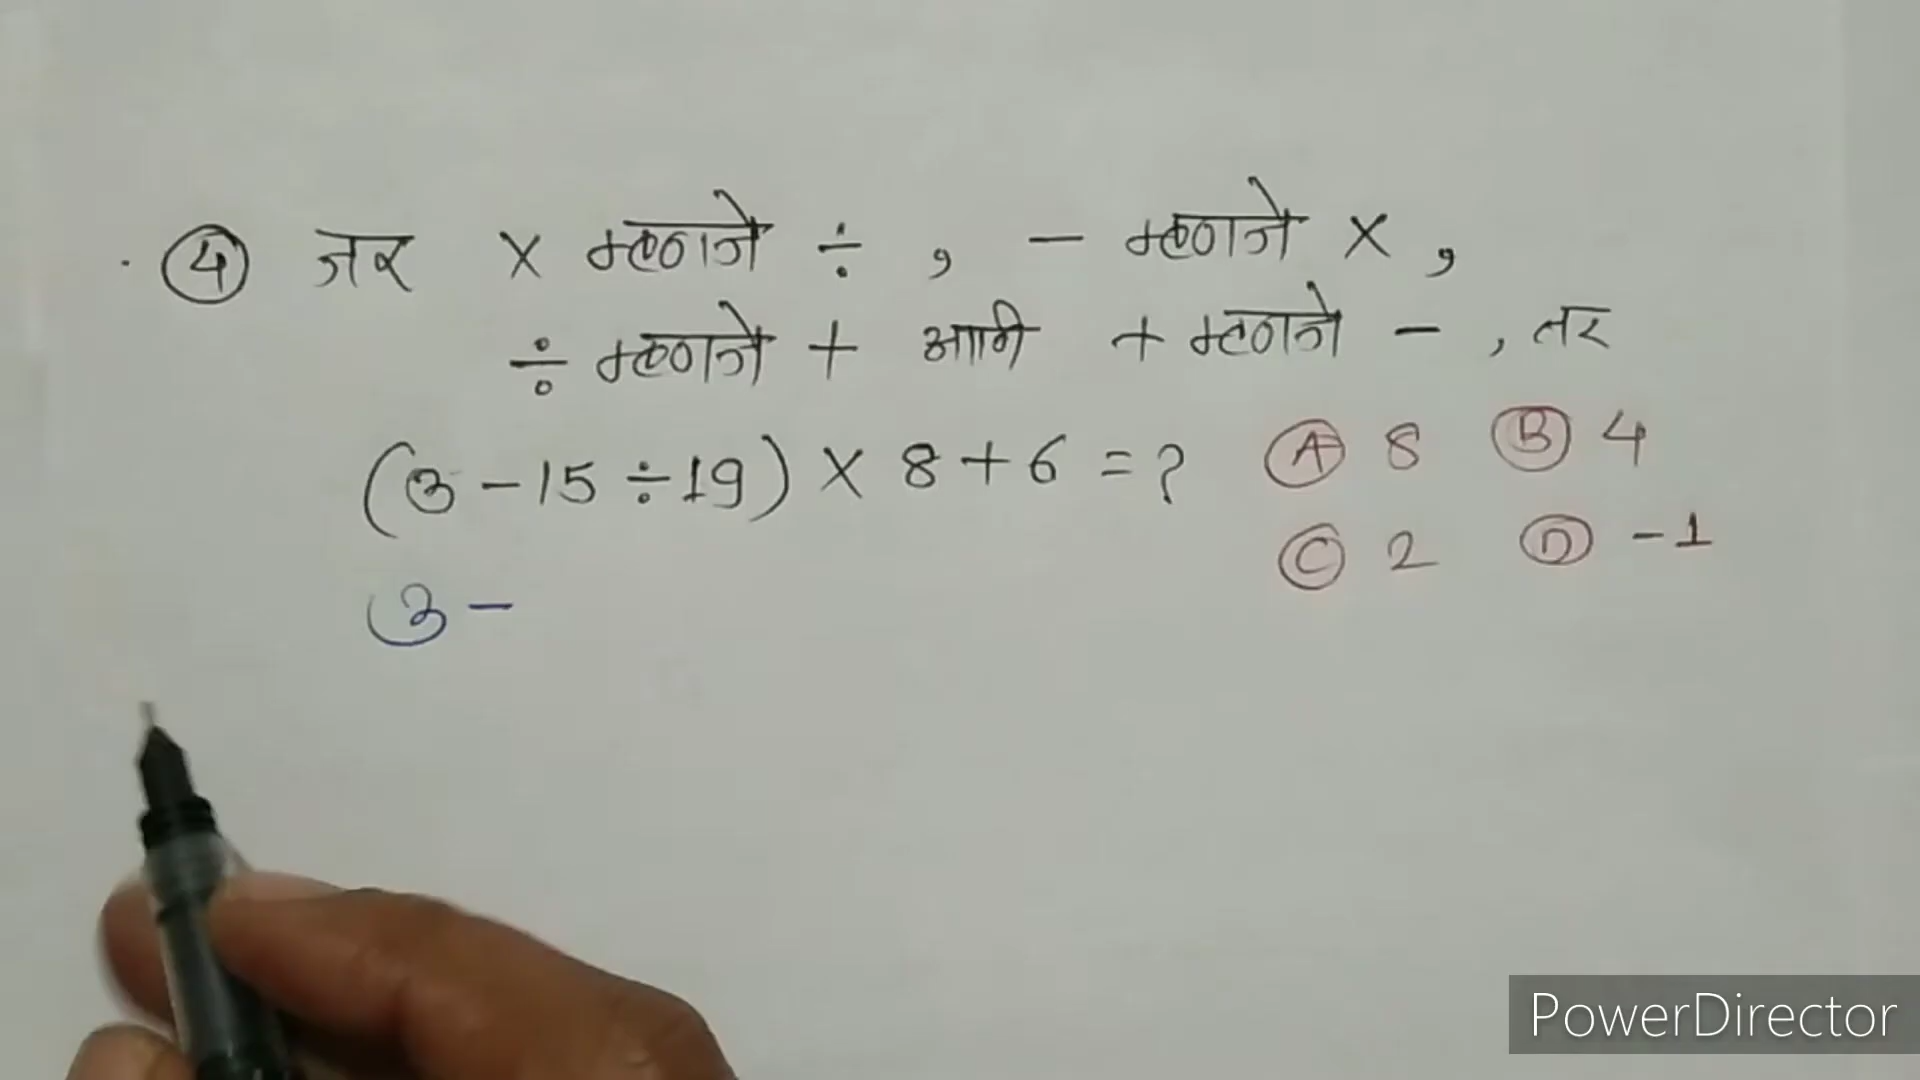 ④ जर × म्हणजे ÷ , − म्हणजे × ,
÷ म्हणजे + आणि + म्हणजे − , तर
(3 − 15 ÷ 19) × 8 + 6 = ?
Ⓐ 8 Ⓑ 4
Ⓒ 2 Ⓓ −1
(3 −
PowerDirector